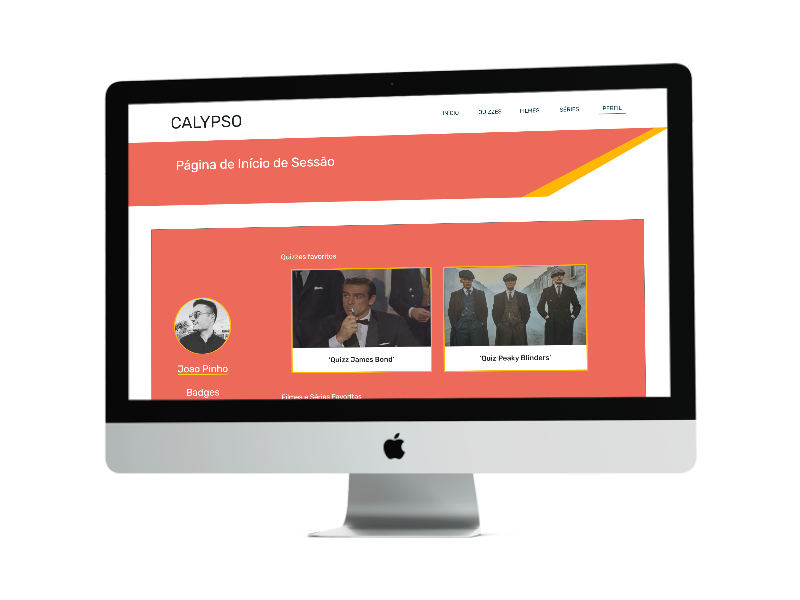 CALYPSO
INÍCIO
QUIZZES
FILMES
SÉRIES
PERFIL
Página de Início de Sessão
Quizzes favoritos
'Quizz James Bond'
'Quiz Peaky Blinders'
Joao Pinho
Badges
Filmes e Séries Favoritas